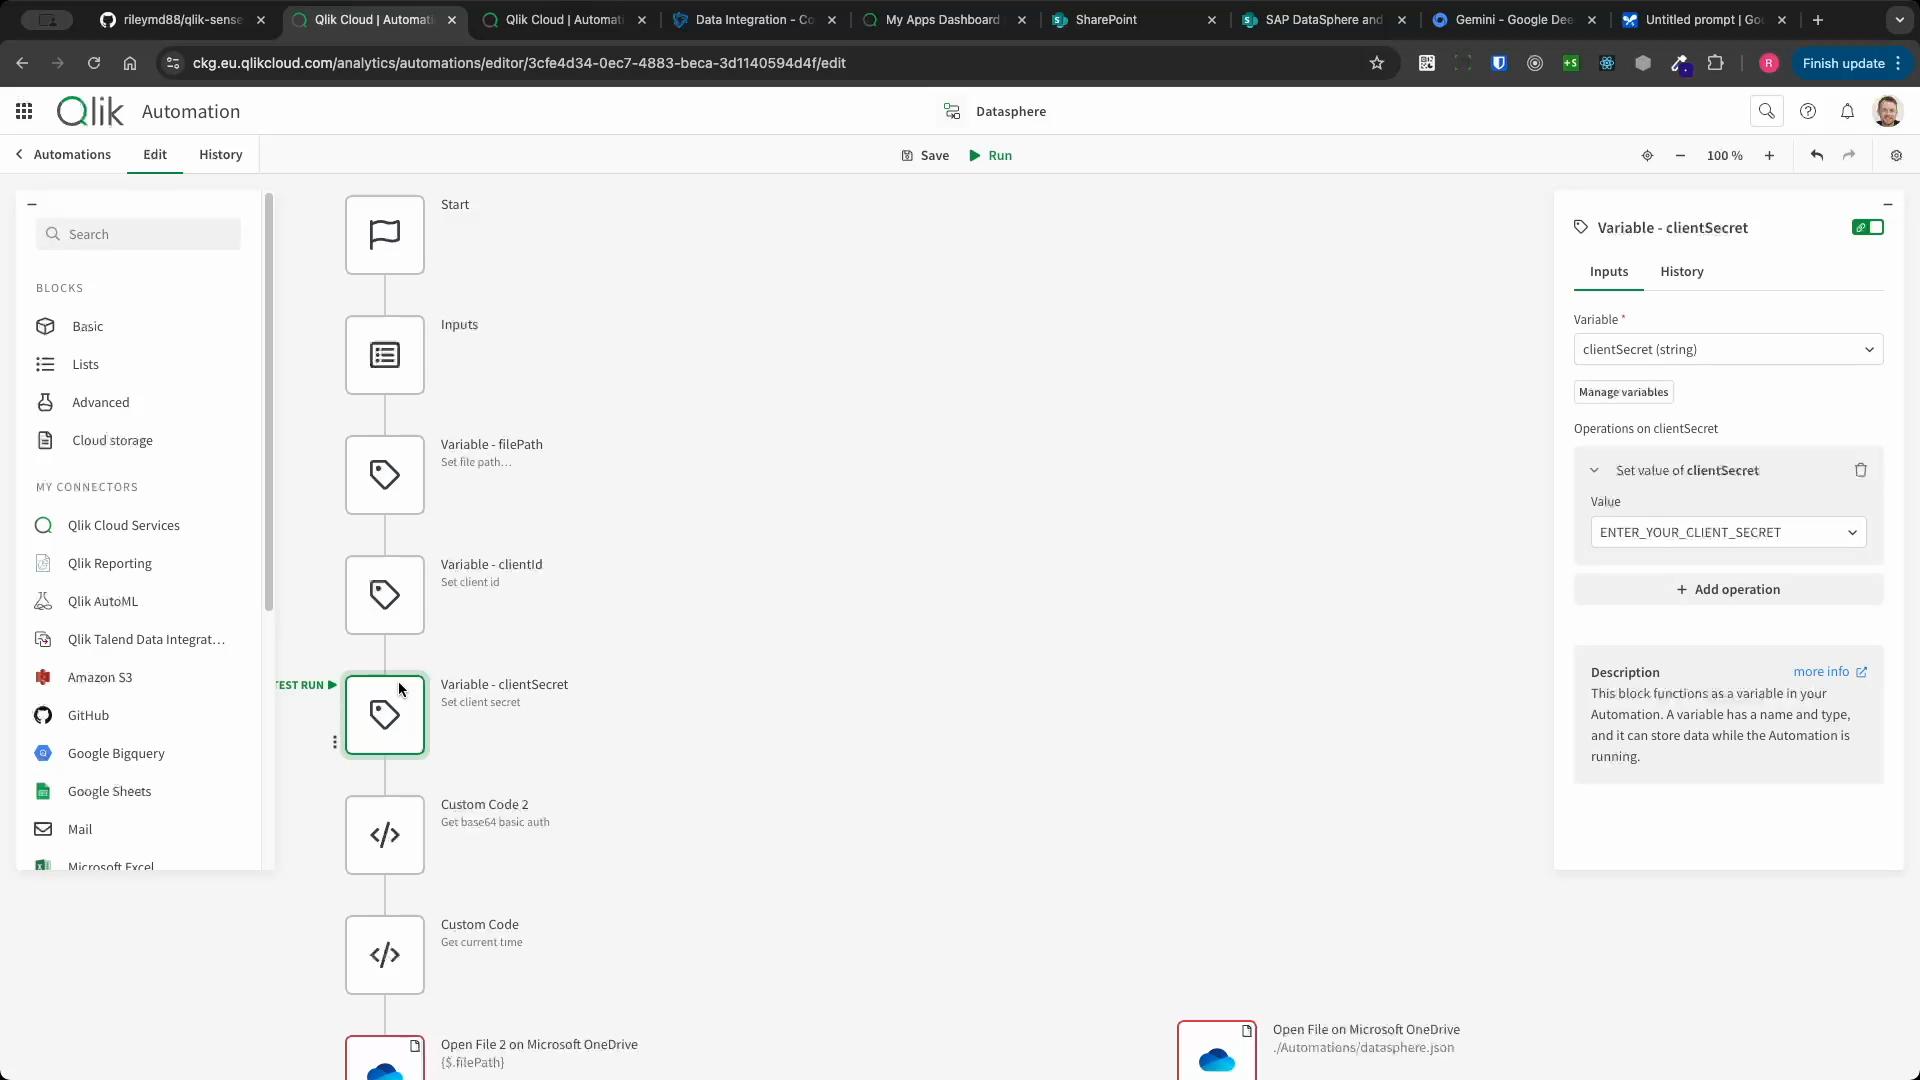 rileymd88/qlik-sense
Qlik Cloud | Automati
Qlik Cloud | Automati
Data Integration - Co
My Apps Dashboard
SharePoint
SAP DataSphere and
Gemini - Google Dee
Untitled prompt | Go
ckg.eu.qlikcloud.com/analytics/automations/editor/3cfe4d34-0ec7-4883-beca-3d1140594d4f/edit
R
Finish update
Qlik
Automation
Datasphere
Automations
Edit
History
Save
Run
100 %
Search
BLOCKS
Basic
Lists
Advanced
Cloud storage
MY CONNECTORS
Qlik Cloud Services
Qlik Reporting
Qlik AutoML
Qlik Talend Data Integrat...
Amazon S3
GitHub
Google Bigquery
Google Sheets
Mail
Microsoft Excel
Start
Inputs
Variable - filePath
Set file path...
Variable - clientId
Set client id
TEST RUN
Variable - clientSecret
Set client secret
Custom Code 2
Get base64 basic auth
Custom Code
Get current time
Open File 2 on Microsoft OneDrive
{$.filePath}
Open File on Microsoft OneDrive
./Automations/datasphere.json
Variable - clientSecret
Inputs
History
Variable *
clientSecret (string)
Manage variables
Operations on clientSecret
Set value of clientSecret
Value
ENTER_YOUR_CLIENT_SECRET
+ Add operation
Description
more info
This block functions as a variable in your
Automation. A variable has a name and type,
and it can store data while the Automation is
running.